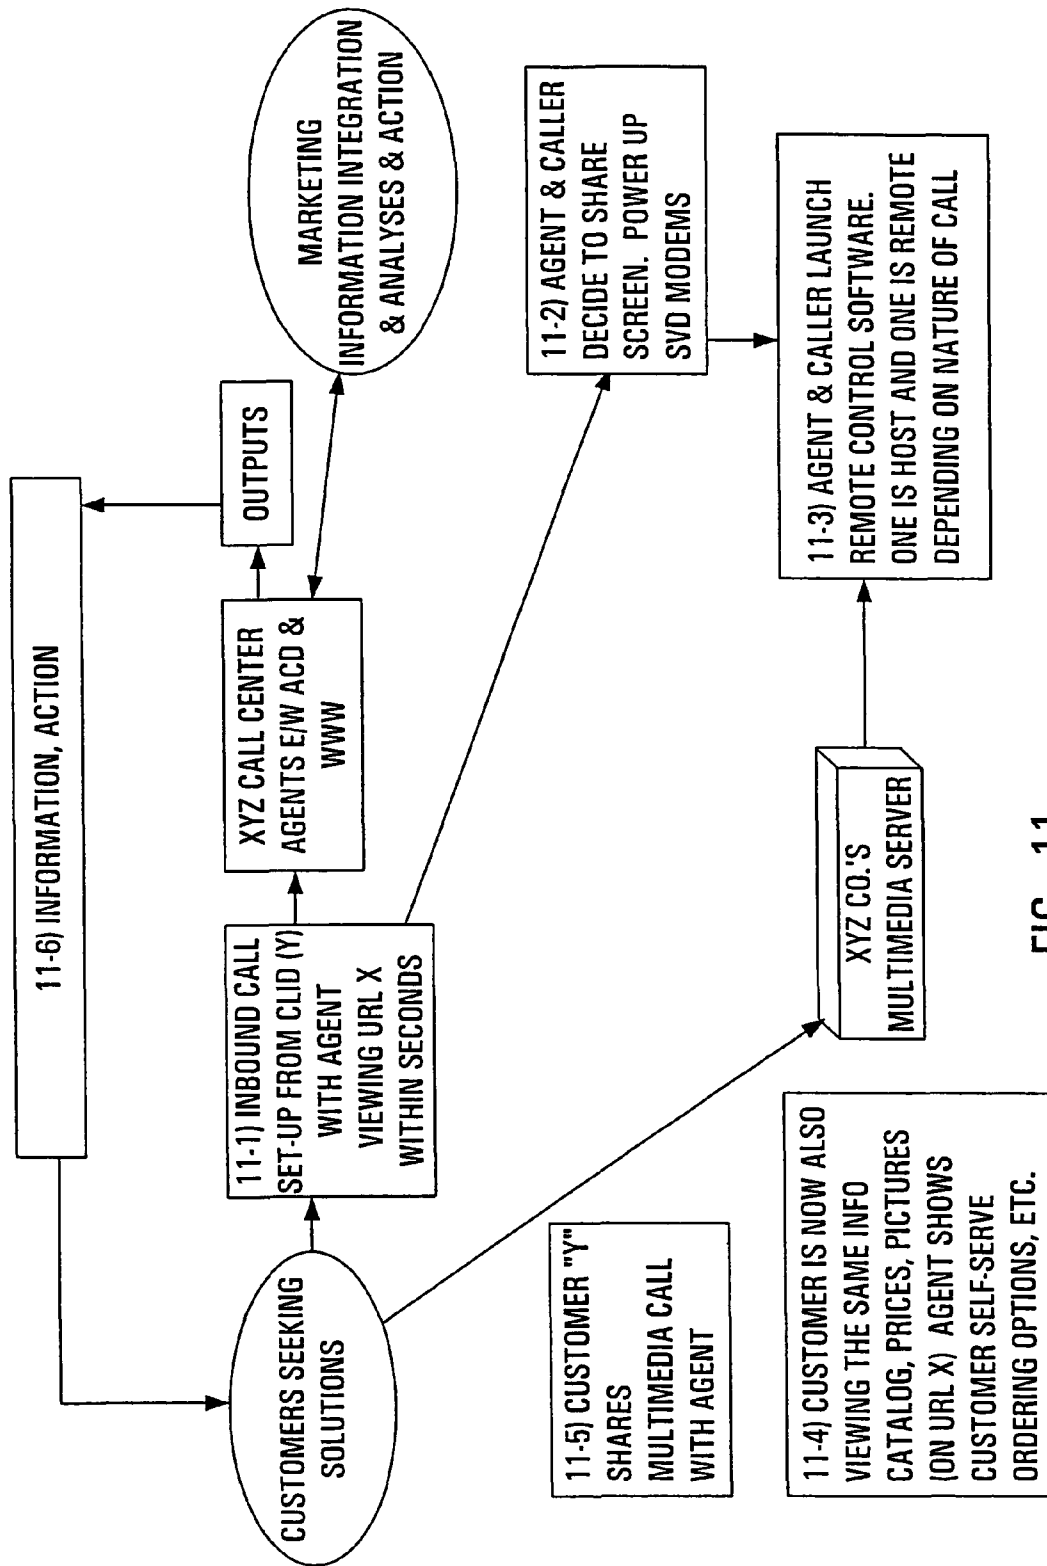 11-6) INFORMATION, ACTION
CUSTOMERS SEEKING
SOLUTIONS
11-1) INBOUND CALL
SET-UP FROM CLID (Y)
WITH AGENT
VIEWING URL X
WITHIN SECONDS
XYZ CALL CENTER
AGENTS E/W ACD &
WWW
OUTPUTS
MARKETING
INFORMATION INTEGRATION
& ANALYSES & ACTION
11-5) CUSTOMER "Y"
SHARES
MULTIMEDIA CALL
WITH AGENT
11-2) AGENT & CALLER
DECIDE TO SHARE
SCREEN. POWER UP
SVD MODEMS
11-4) CUSTOMER IS NOW ALSO
VIEWING THE SAME INFO
CATALOG, PRICES, PICTURES
(ON URL X) AGENT SHOWS
CUSTOMER SELF-SERVE
ORDERING OPTIONS, ETC.
XYZ CO.'S
MULTIMEDIA SERVER
11-3) AGENT & CALLER LAUNCH
REMOTE CONTROL SOFTWARE.
ONE IS HOST AND ONE IS REMOTE
DEPENDING ON NATURE OF CALL
FIG. 11